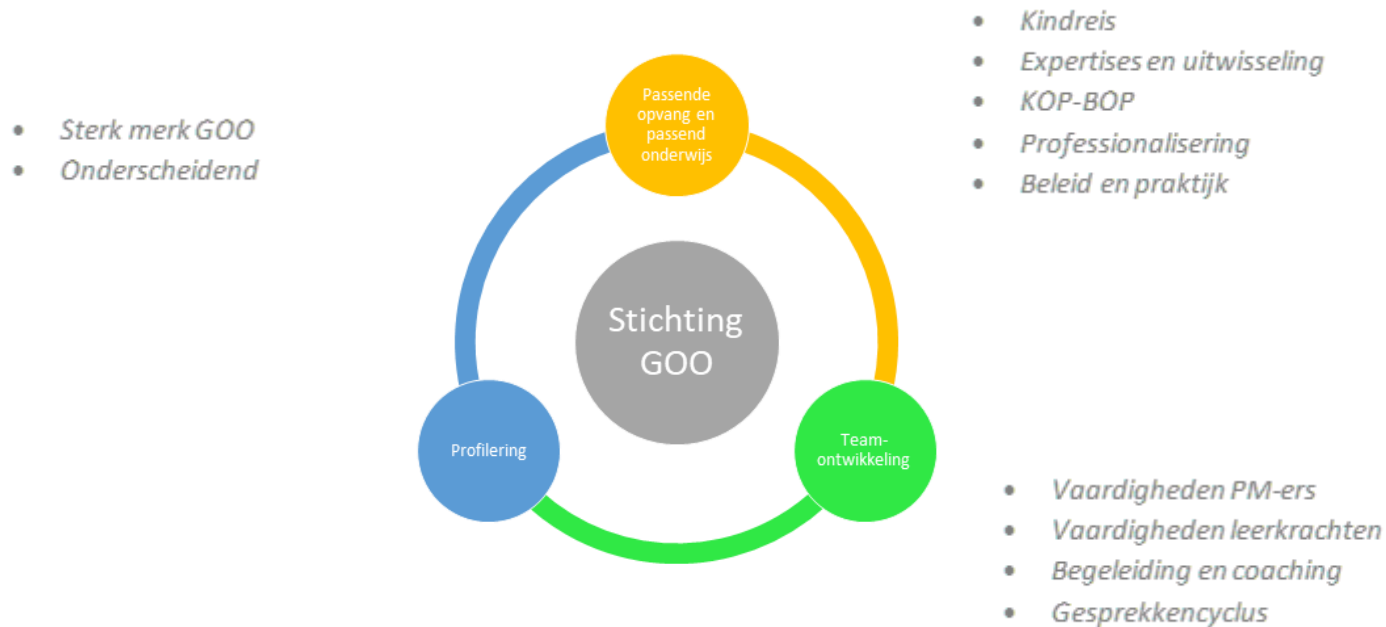 Sterk merk GOO
Onderscheidend
Passende
opvang en
passend
onderwijs
Kindreis
Expertises en uitwisseling
KOP-BOP
Professionalisering
Beleid en praktijk
Stichting
GOO
Profilering
Team-
ontwikkeling
Vaardigheden PM-ers
Vaardigheden leerkrachten
Begeleiding en coaching
Gesprekkencyclus